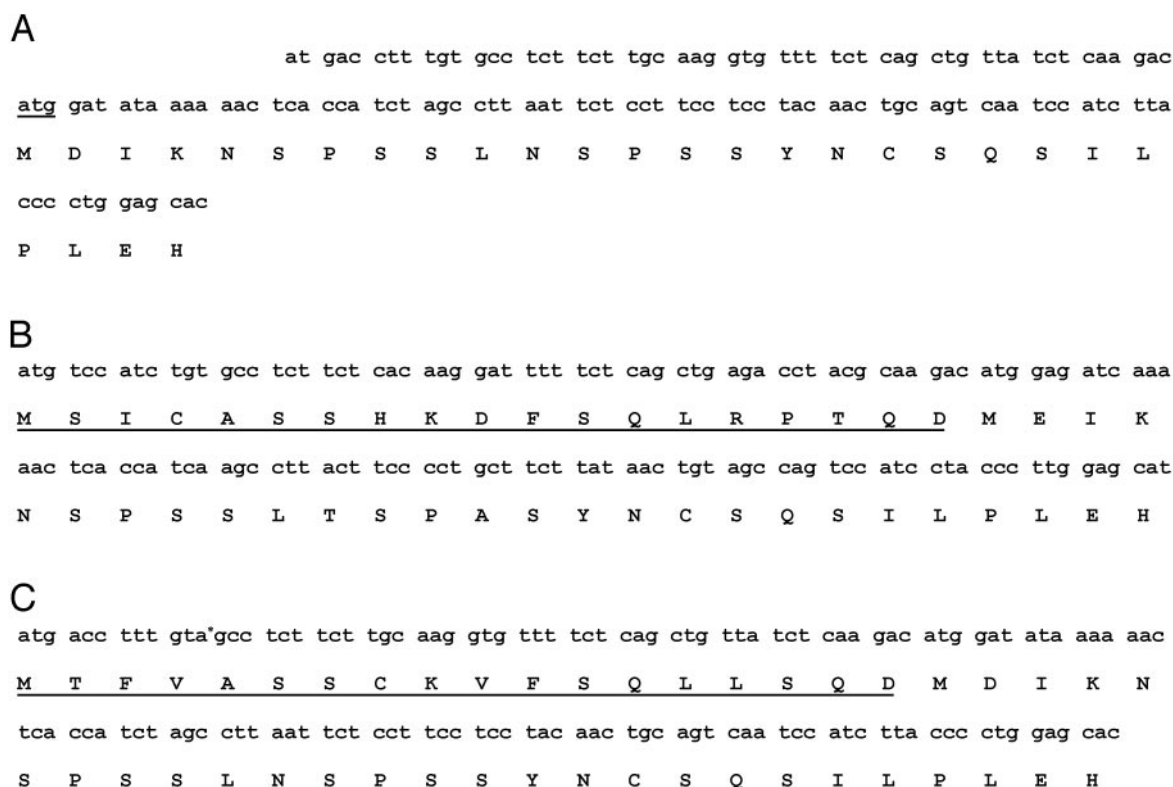 A
at gac ctt tgt gcc tct tct tgc aag gtg ttt tct cag ctg tta tct caa gac
atg gat ata aaa aac tca cca tct agc ctt aat tct cct tcc tcc tac aac tgc agt caa tcc atc tta
M D I K N S P S S L N S P S S Y N C S Q S I L
ccc ctg gag cac
P L E H
B
atg tcc atc tgt gcc tct tct cac aag gat ttt tct cag ctg aga cct acg caa gac atg gag atc aaa
M S I C A S S H K D F S Q L R P T Q D M E I K
aac tca cca tca agc ctt act tcc cct gct tct tat aac tgt agc cag tcc atc cta ccc ttg gag cat
N S P S S L T S P A S Y N C S Q S I L P L E H
C
atg acc ttt gta*gcc tct tct tgc aag gtg ttt tct cag ctg tta tct caa gac atg gat ata aaa aac
M T F V A S S C K V F S Q L L S Q D M D I K N
tca cca tct agc ctt aat tct cct tcc tcc tac aac tgc agt caa tcc atc tta ccc ctg gag cac
S P S S L N S P S S Y N C S Q S I L P L E H